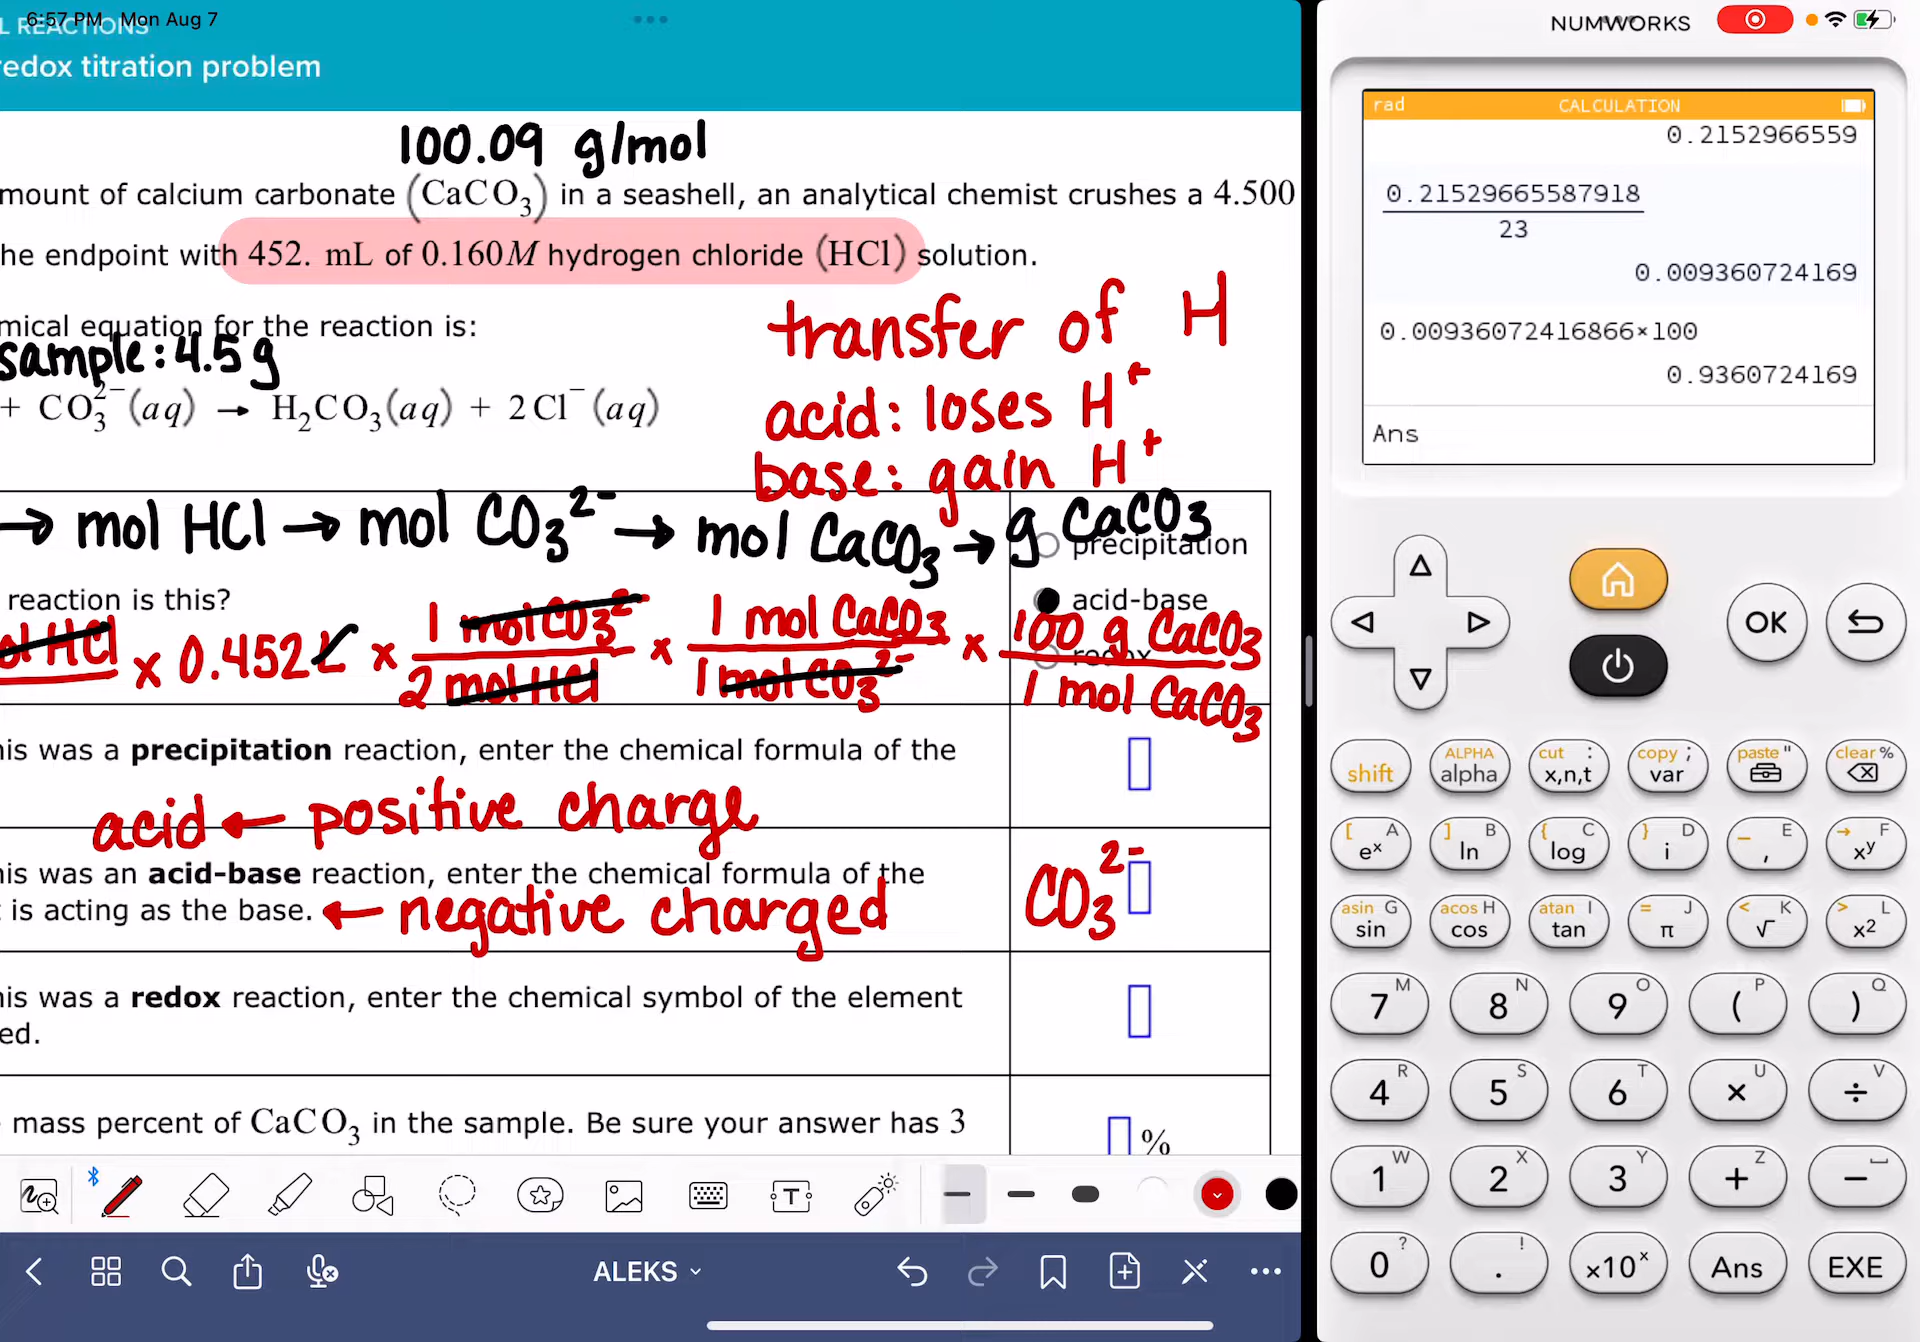 6:57 PM Mon Aug 7
L REACTIONS
redox titration problem
100.09 g/mol
mount of calcium carbonate (CaCO3) in a seashell, an analytical chemist crushes a 4.500
he endpoint with 452. mL of 0.160M hydrogen chloride (HCl) solution.
transfer of H
mical equation for the reaction is:
sample: 4.5g
acid: loses H+
+ CO3 2− (aq) → H2CO3(aq) + 2Cl− (aq)
base: gain H+
→ mol HCl → mol CO3 2- → mol CaCO3 → g CaCO3
precipitation
reaction is this?
acid-base
ol HCl x 0.452 L x 1 mol CO3 2- x 1 mol CaCO3 x 100 g CaCO3
redox
2 mol HCl 1 mol CO3 2- 1 mol CaCO3
his was a precipitation reaction, enter the chemical formula of the
acid ← positive charge
his was an acid-base reaction, enter the chemical formula of the
is acting as the base. ← negative charged
CO3 2-
his was a redox reaction, enter the chemical symbol of the element
ed.
mass percent of CaCO3 in the sample. Be sure your answer has 3
%
T
ALEKS
NUMWORKS
rad CALCULATION
0.2152966559
0.21529665587918
23
0.009360724169
0.00936072416866×100
0.9360724169
Ans
OK
shift
ALPHA alpha
cut : x,n,t
copy ; var
paste "
clear %
[ A e^x
] B ln
{ C log
} D i
_ E ,
→ F x^y
asin G sin
acos H cos
atan I tan
= J π
< K √
> L x^2
7 M
8 N
9 O
( P
) Q
4 R
5 S
6 T
× U
÷ V
1 W
2 X
3 Y
+ Z
−
0 ?
. !
×10^x
Ans
EXE